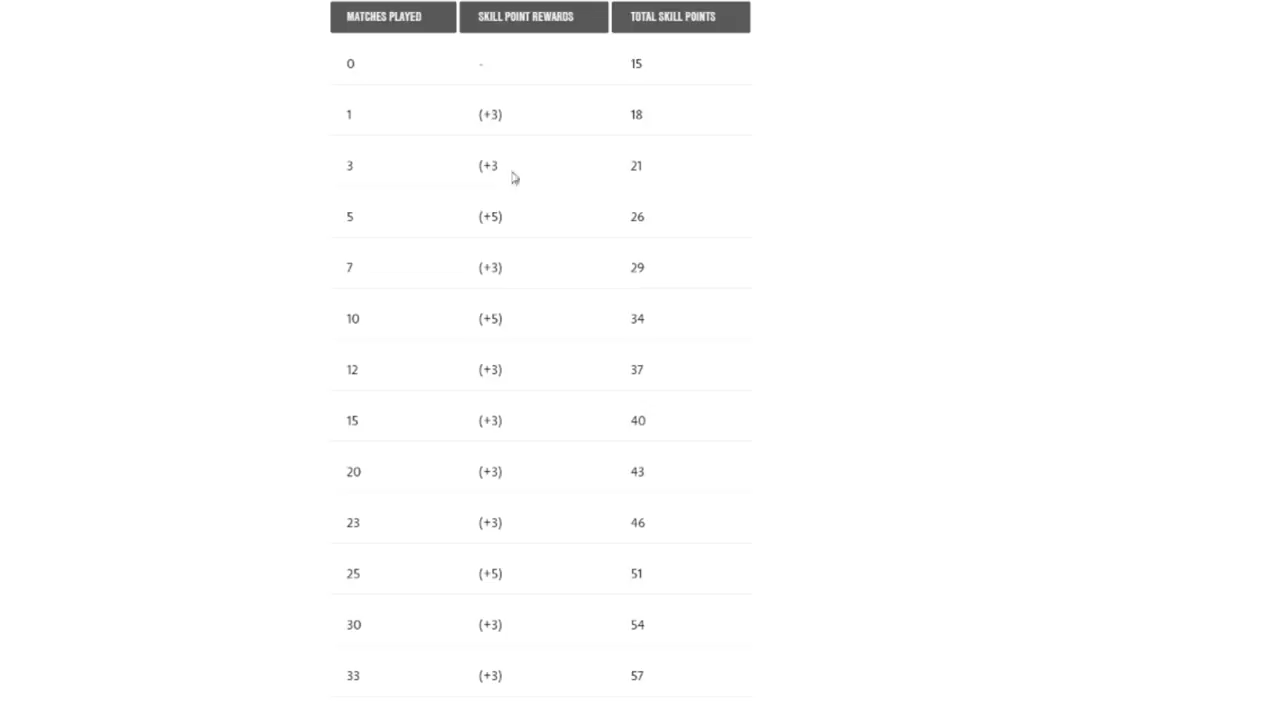 MATCHES PLAYED SKILL POINT REWARDS TOTAL SKILL POINTS
0 - 15
1 (+3) 18
3 (+3 21
5 (+5) 26
7 (+3) 29
10 (+5) 34
12 (+3) 37
15 (+3) 40
20 (+3) 43
23 (+3) 46
25 (+5) 51
30 (+3) 54
33 (+3) 57